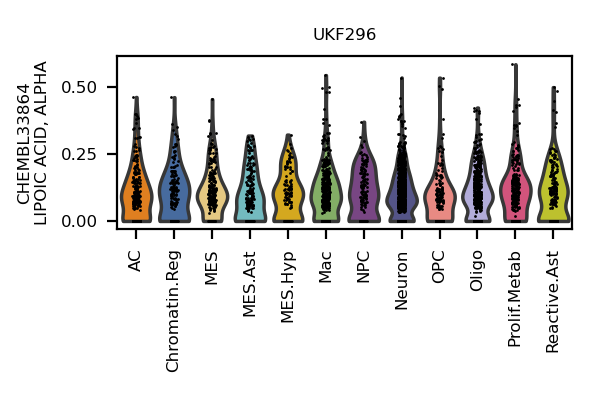 UKF296
CHEMBL33864
LIPOIC ACID, ALPHA
0.50
0.25
0.00
AC
Chromatin.Reg
MES
MES.Ast
MES.Hyp
Mac
NPC
Neuron
OPC
Oligo
Prolif.Metab
Reactive.Ast